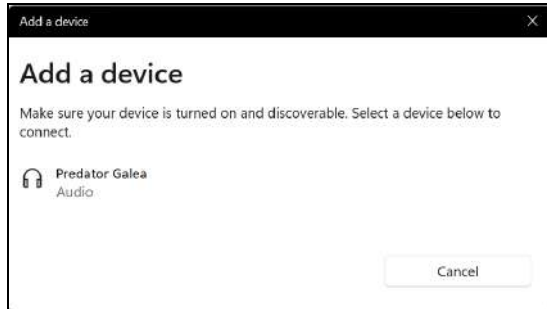 Add a device
Add a device
Make sure your device is turned on and discoverable. Select a device below to
connect.
Predator Galea
Audio
Cancel